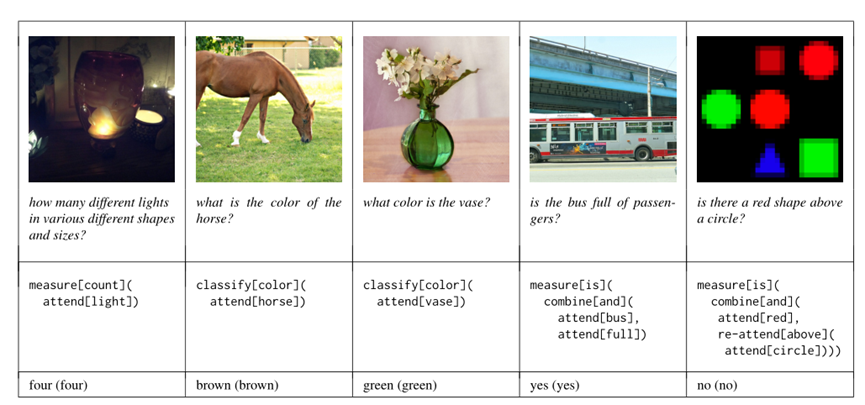 how many different lights
in various different shapes
and sizes?
what is the color of the
horse?
what color is the vase?
is the bus full of passen-
gers?
is there a red shape above
a circle?
measure[count](
attend[light])
classify[color](
attend[horse])
classify[color](
attend[vase])
measure[is](
combine[and](
attend[bus],
attend[full])
measure[is](
combine[and](
attend[red],
re-attend[above](
attend[circle])))
four (four)
brown (brown)
green (green)
yes (yes)
no (no)